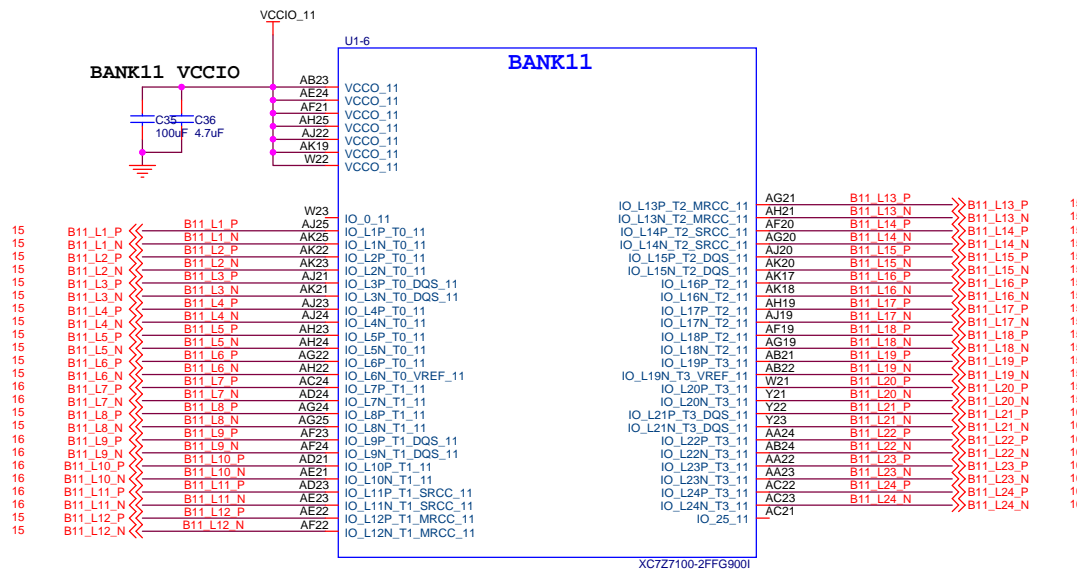 VCCIO_11
U1-6
BANK11
BANK11 VCCIO
C35 100uF
C36 4.7uF
AB23 VCCO_11
AE24 VCCO_11
AF21 VCCO_11
AH25 VCCO_11
AJ22 VCCO_11
AK19 VCCO_11
W22 VCCO_11
W23 IO_0_11
15 B11_L1_P B11_L1_P AJ25 IO_L1P_T0_11
15 B11_L1_N B11_L1_N AK25 IO_L1N_T0_11
15 B11_L2_P B11_L2_P AK22 IO_L2P_T0_11
15 B11_L2_N B11_L2_N AK23 IO_L2N_T0_11
15 B11_L3_P B11_L3_P AJ21 IO_L3P_T0_DQS_11
15 B11_L3_N B11_L3_N AK21 IO_L3N_T0_DQS_11
15 B11_L4_P B11_L4_P AJ23 IO_L4P_T0_11
15 B11_L4_N B11_L4_N AJ24 IO_L4N_T0_11
15 B11_L5_P B11_L5_P AH23 IO_L5P_T0_11
15 B11_L5_N B11_L5_N AH24 IO_L5N_T0_11
15 B11_L6_P B11_L6_P AG22 IO_L6P_T0_11
15 B11_L6_N B11_L6_N AH22 IO_L6N_T0_VREF_11
16 B11_L7_P B11_L7_P AC24 IO_L7P_T1_11
16 B11_L7_N B11_L7_N AD24 IO_L7N_T1_11
15 B11_L8_P B11_L8_P AG24 IO_L8P_T1_11
15 B11_L8_N B11_L8_N AG25 IO_L8N_T1_11
16 B11_L9_P B11_L9_P AF23 IO_L9P_T1_DQS_11
16 B11_L9_N B11_L9_N AF24 IO_L9N_T1_DQS_11
16 B11_L10_P B11_L10_P AD21 IO_L10P_T1_11
16 B11_L10_N B11_L10_N AE21 IO_L10N_T1_11
16 B11_L11_P B11_L11_P AD23 IO_L11P_T1_SRCC_11
16 B11_L11_N B11_L11_N AE23 IO_L11N_T1_SRCC_11
15 B11_L12_P B11_L12_P AE22 IO_L12P_T1_MRCC_11
15 B11_L12_N B11_L12_N AF22 IO_L12N_T1_MRCC_11
IO_L13P_T2_MRCC_11 AG21 B11_L13_P B11_L13_P
IO_L13N_T2_MRCC_11 AH21 B11_L13_N B11_L13_N
IO_L14P_T2_SRCC_11 AF20 B11_L14_P B11_L14_P
IO_L14N_T2_SRCC_11 AG20 B11_L14_N B11_L14_N
IO_L15P_T2_DQS_11 AJ20 B11_L15_P B11_L15_P
IO_L15N_T2_DQS_11 AK20 B11_L15_N B11_L15_N
IO_L16P_T2_11 AK17 B11_L16_P B11_L16_P
IO_L16N_T2_11 AK18 B11_L16_N B11_L16_N
IO_L17P_T2_11 AH19 B11_L17_P B11_L17_P
IO_L17N_T2_11 AJ19 B11_L17_N B11_L17_N
IO_L18P_T2_11 AF19 B11_L18_P B11_L18_P
IO_L18N_T2_11 AG19 B11_L18_N B11_L18_N
IO_L19P_T3_11 AB21 B11_L19_P B11_L19_P
IO_L19N_T3_VREF_11 AB22 B11_L19_N B11_L19_N
IO_L20P_T3_11 W21 B11_L20_P B11_L20_P
IO_L20N_T3_11 Y21 B11_L20_N B11_L20_N
IO_L21P_T3_DQS_11 Y22 B11_L21_P B11_L21_P
IO_L21N_T3_DQS_11 Y23 B11_L21_N B11_L21_N
IO_L22P_T3_11 AA24 B11_L22_P B11_L22_P
IO_L22N_T3_11 AB24 B11_L22_N B11_L22_N
IO_L23P_T3_11 AA22 B11_L23_P B11_L23_P
IO_L23N_T3_11 AA23 B11_L23_N B11_L23_N
IO_L24P_T3_11 AC22 B11_L24_P B11_L24_P
IO_L24N_T3_11 AC23 B11_L24_N B11_L24_N
IO_25_11 AC21
XC7Z7100-2FFG900I